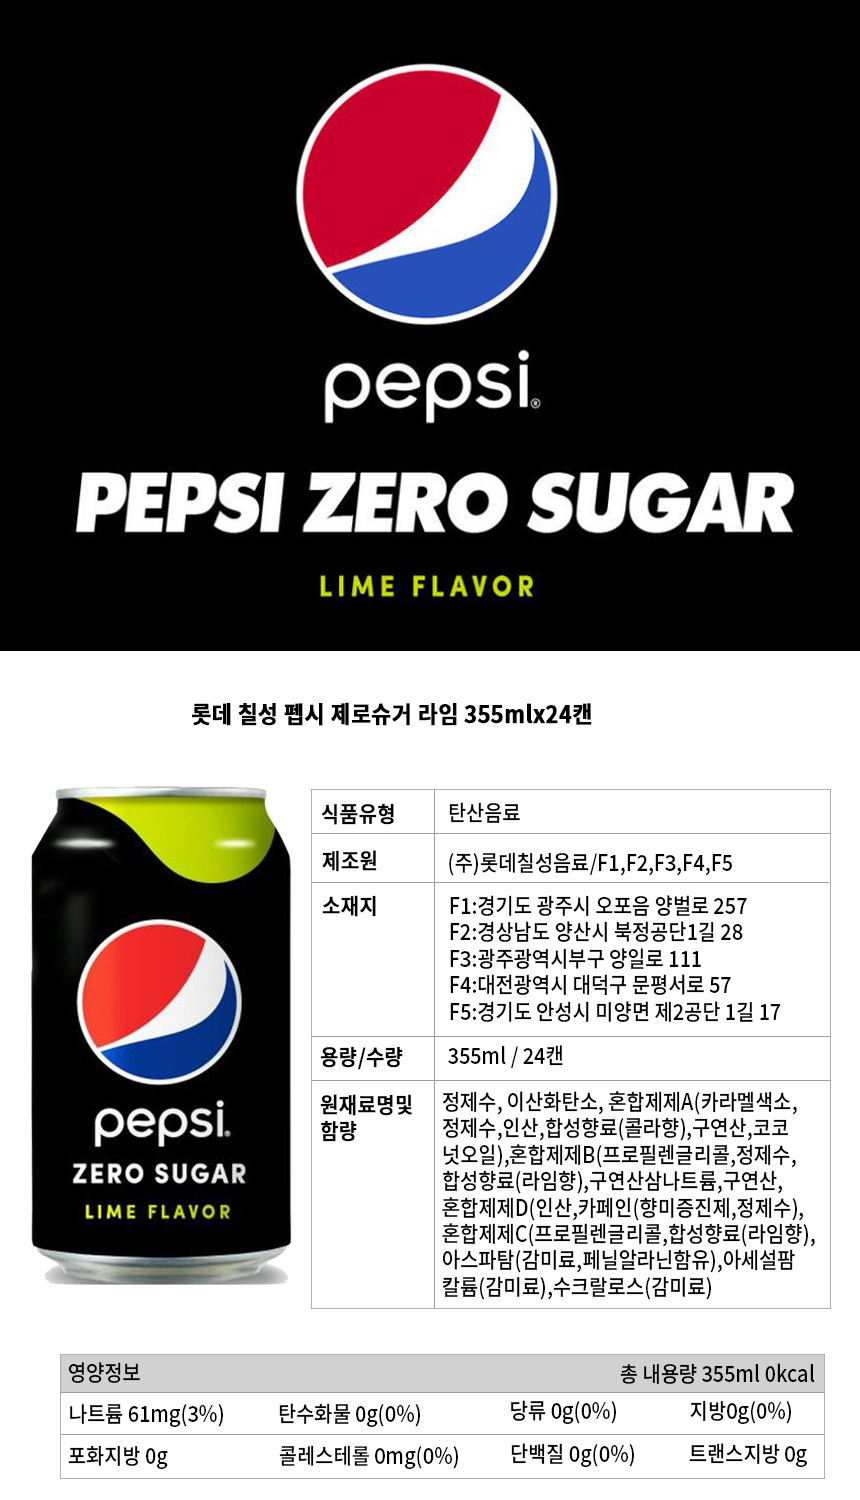 pepsi®
PEPSI ZERO SUGAR
LIME FLAVOR
롯데 칠성 펩시 제로슈거 라임 355mlx24캔
pepsi.
ZERO SUGAR
LIME FLAVOR
식품유형 탄산음료
제조원 (주)롯데칠성음료/F1,F2,F3,F4,F5
소재지 F1:경기도 광주시 오포음 양벌로 257
F2:경상남도 양산시 북정공단1길 28
F3:광주광역시부구 양일로 111
F4:대전광역시 대덕구 문평서로 57
F5:경기도 안성시 미양면 제2공단 1길 17
용량/수량 355ml / 24캔
원재료명및 정제수, 이산화탄소, 혼합제제A(카라멜색소,
함량 정제수,인산,합성향료(콜라향),구연산,코코
넛오일),혼합제제B(프로필렌글리콜,정제수,
합성향료(라임향),구연산삼나트륨,구연산,
혼합제제D(인산,카페인(향미증진제,정제수),
혼합제제C(프로필렌글리콜,합성향료(라임향),
아스파탐(감미료,페닐알라닌함유),아세설팜
칼륨(감미료),수크랄로스(감미료)
영양정보 총 내용량 355ml 0kcal
나트륨 61mg(3%) 탄수화물 0g(0%) 당류 0g(0%) 지방0g(0%)
포화지방 0g 콜레스테롤 0mg(0%) 단백질 0g(0%) 트랜스지방 0g